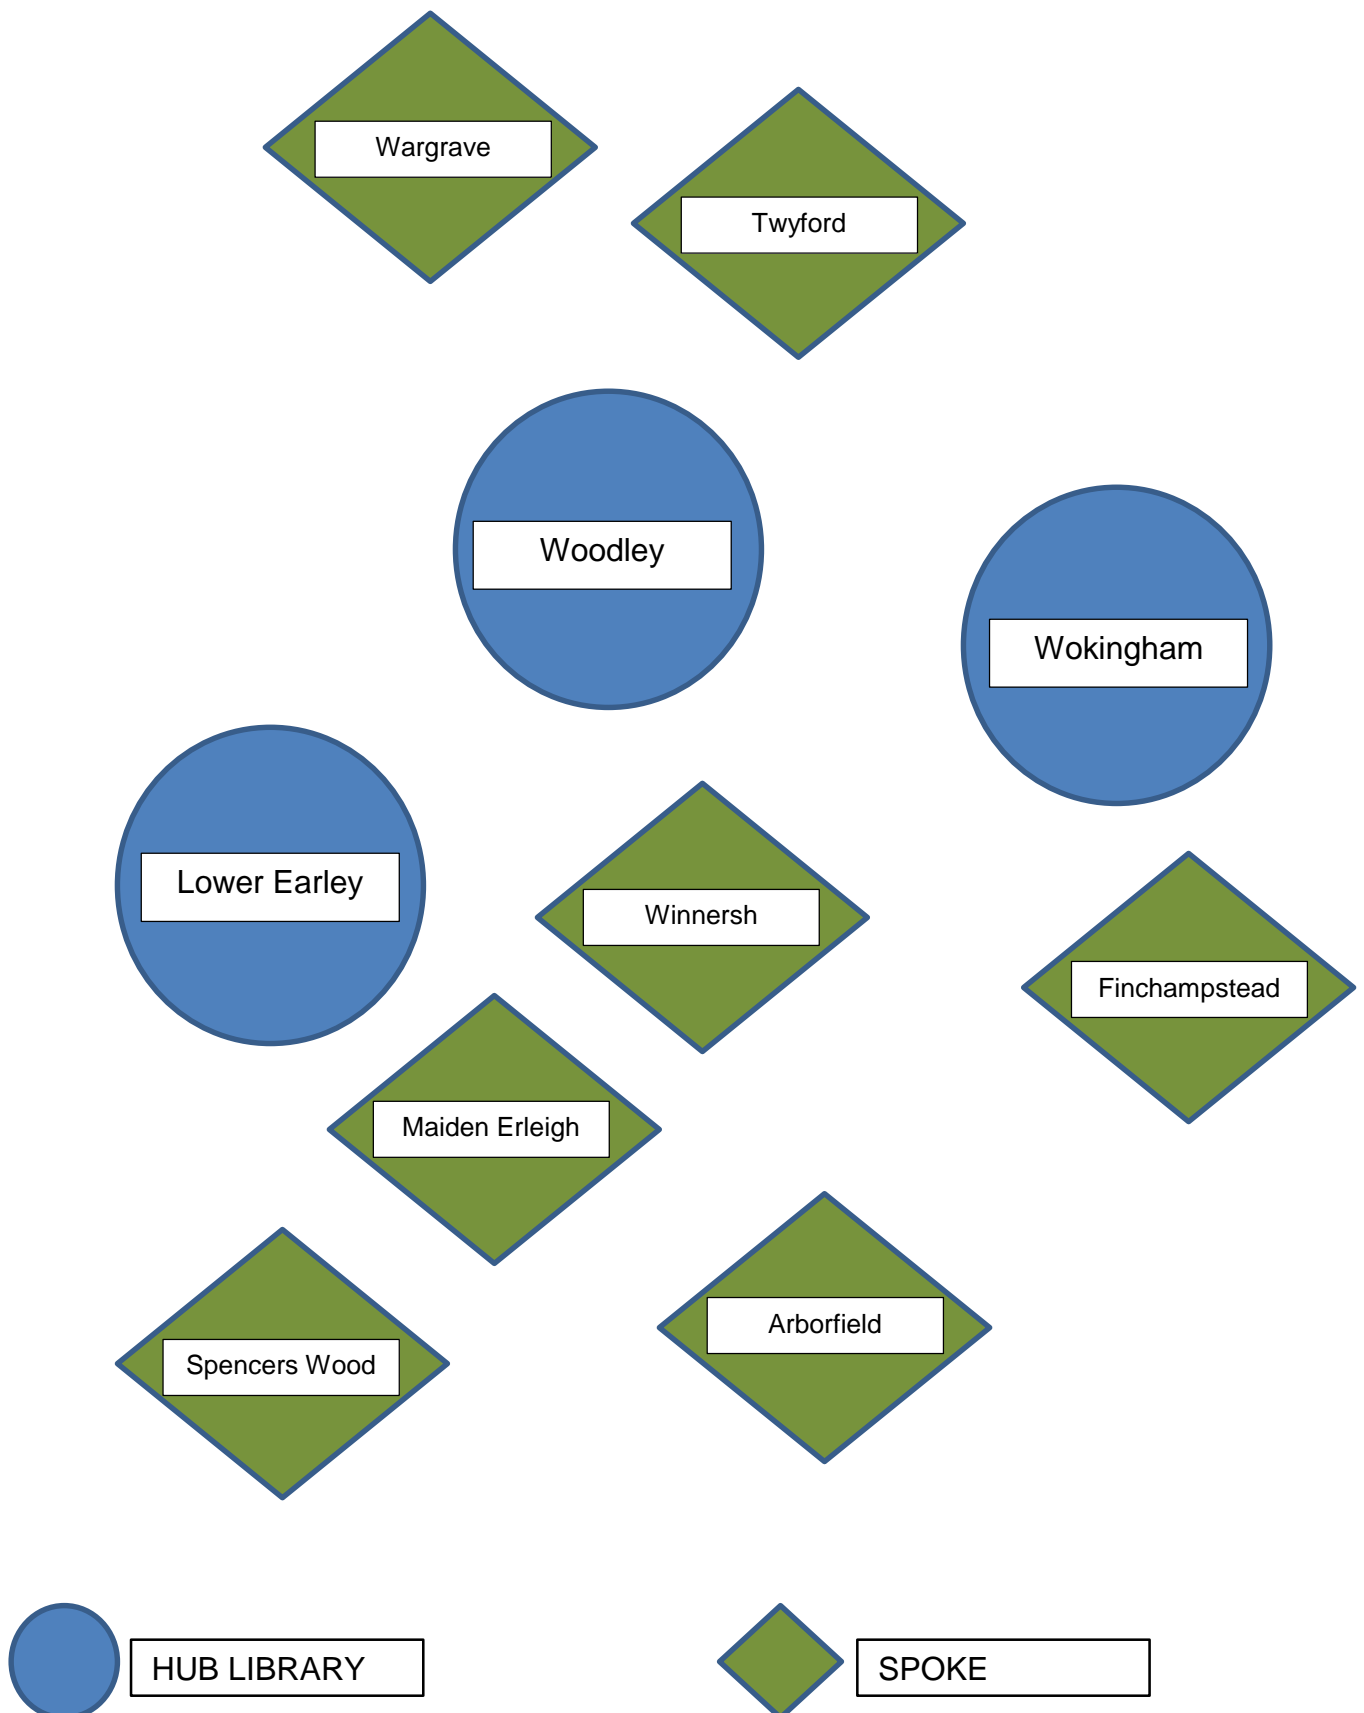 Wargrave
Twyford
Woodley
Wokingham
Lower Earley
Winnersh
Finchampstead
Maiden Erleigh
Arborfield
Spencers Wood
HUB LIBRARY
SPOKE